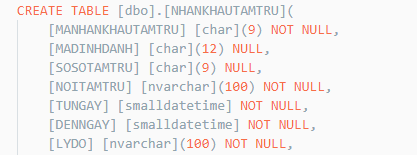 CREATE TABLE [dbo].[NHANKHAUTAMTRU](
[MANHANKHAUTAMTRU] [char](9) NOT NULL,
[MADINHDANH] [char](12) NULL,
[SOSOTAMTRU] [char](9) NULL,
[NOITAMTRU] [nvarchar](100) NOT NULL,
[TUNGAY] [smalldatetime] NOT NULL,
[DENNGAY] [smalldatetime] NOT NULL,
[LYDO] [nvarchar](100) NOT NULL,